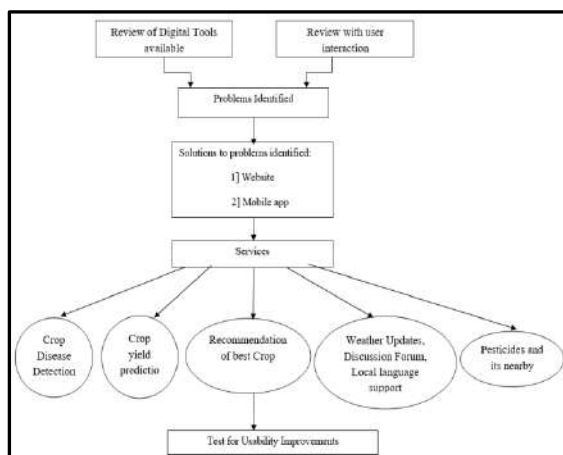 Review of Digital Tools
available
Review with user
interaction
Problems Identified
Solutions to problems identified:
1] Website
2] Mobile app
Services
Crop
Disease
Detection
Crop
yield
predictio
Recommendation
of best Crop
Weather Updates,
Discussion Forum,
Local language
support
Pesticides and
its nearby
Test for Usability Improvements